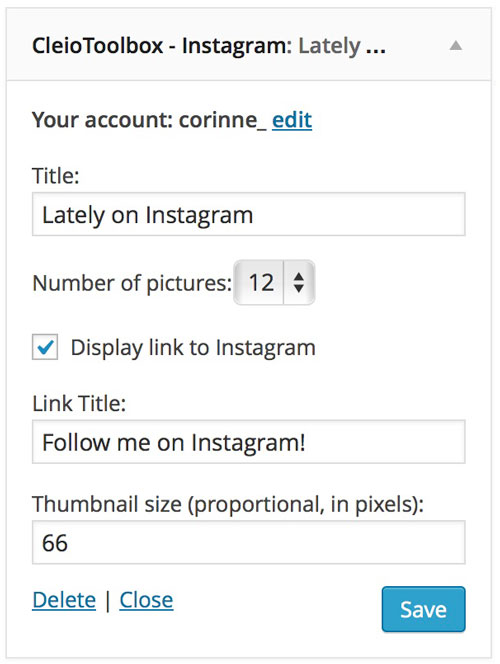 CleioToolbox - Instagram: Lately ...
Your account: corinne_ edit
Title:
Lately on Instagram
Number of pictures: 12
Display link to Instagram
Link Title:
Follow me on Instagram!
Thumbnail size (proportional, in pixels):
66
Delete | Close
Save